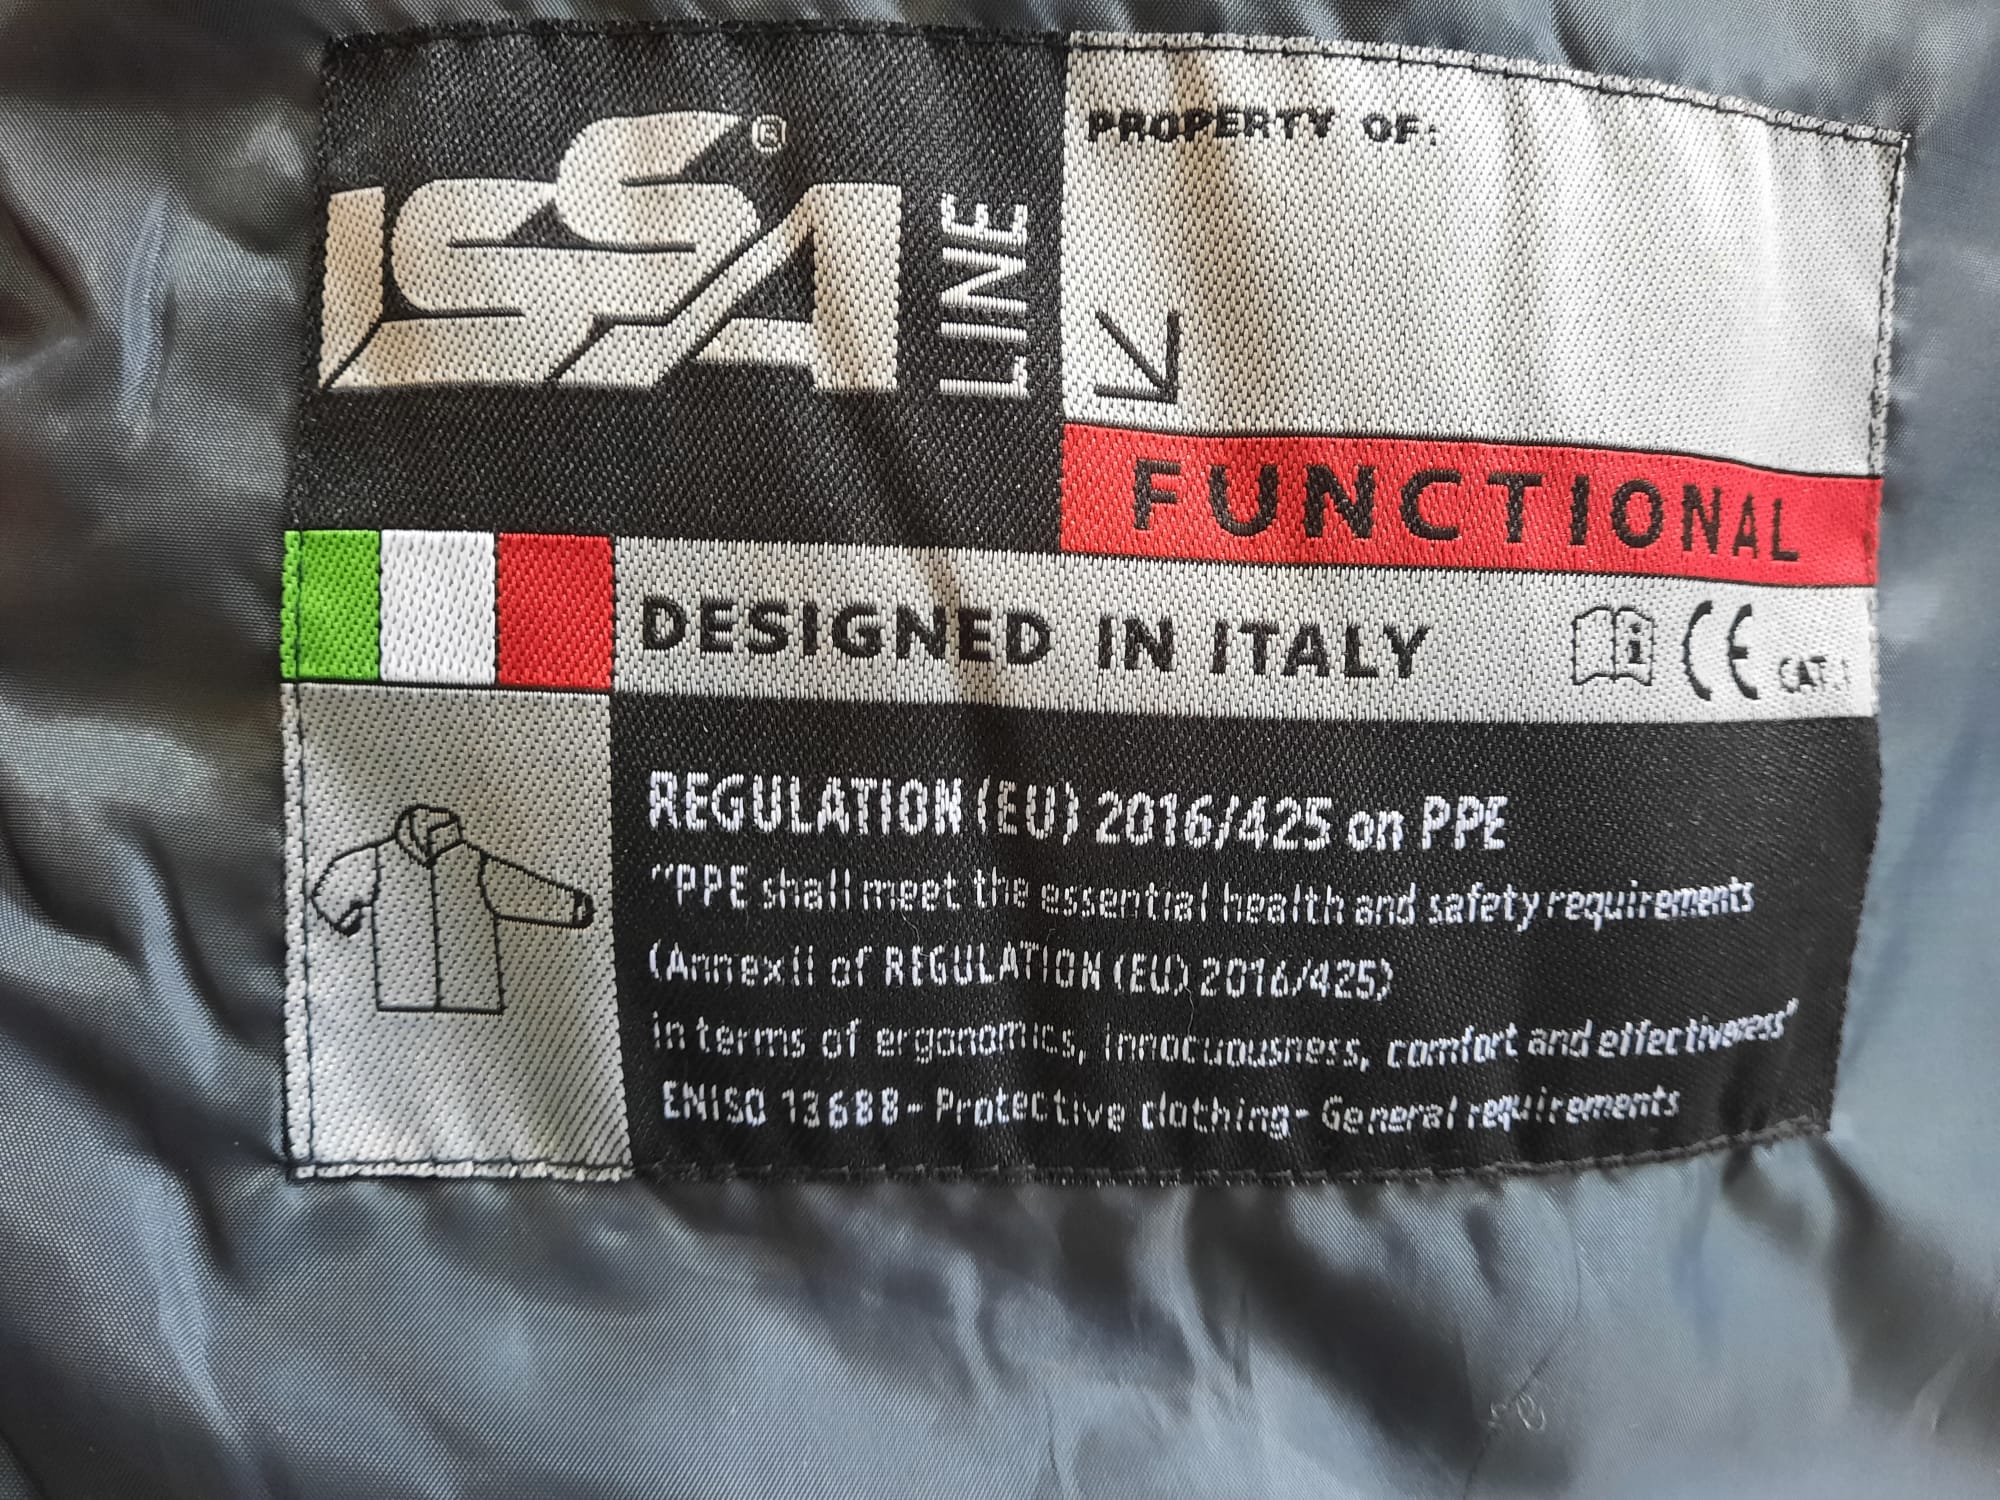 ISSA®
LINE
PROPERTY OF:
FUNCTIONAL
DESIGNED IN ITALY
i CE CAT. I
REGULATION (EU) 2016/425 on PPE
"PPE shall meet the essential health and safety requirements
(Annex II of REGULATION (EU) 2016/425)
in terms of ergonomics, innocuousness, comfort and effectiveness"
EN ISO 13688 - Protective clothing - General requirements